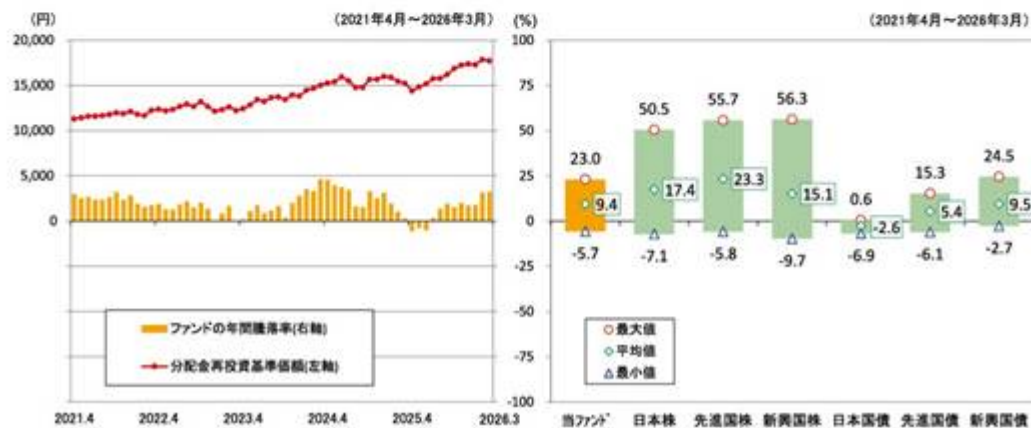 (円)
(2021年4月～2026年3月)
20,000
15,000
10,000
5,000
0
ファンドの年間騰落率(右軸)
分配金再投資基準価額(左軸)
2021.4 2022.4 2023.4 2024.4 2025.4 2026.3
(%)
(2021年4月～2026年3月)
100
75
50
25
0
-25
-50
-75
-100
23.0 50.5 55.7 56.3 0.6 15.3 24.5
9.4 17.4 23.3 15.1 -2.6 5.4 9.5
-5.7 -7.1 -5.8 -9.7 -6.9 -6.1 -2.7
最大値
平均値
最小値
当ファンド 日本株 先進国株 新興国株 日本国債 先進国債 新興国債